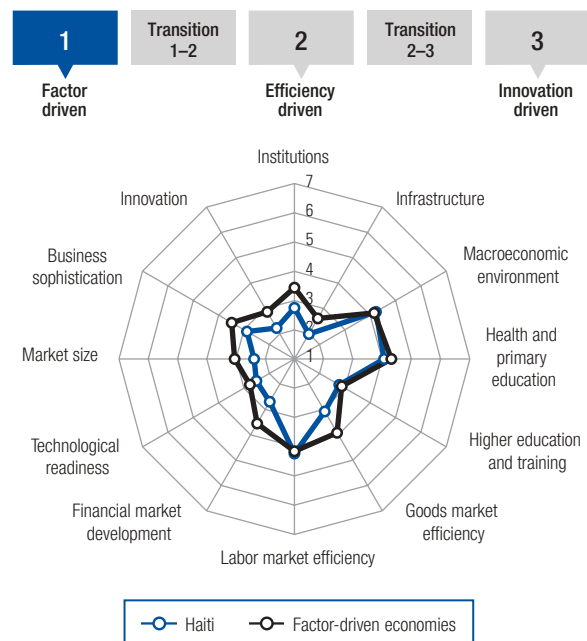 1
Transition
1–2
2
Transition
2–3
3
Factor
driven
Efficiency
driven
Innovation
driven
Institutions
Infrastructure
Macroeconomic
environment
Health and
primary
education
Higher education
and training
Goods market
efficiency
Labor market efficiency
Financial market
development
Technological
readiness
Market size
Business
sophistication
Innovation
7
6
5
4
3
2
1
Haiti
Factor-driven economies